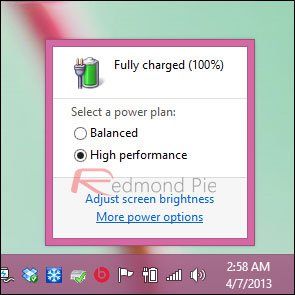 Fully charged (100%)
Select a power plan:
Balanced
High performance
Redmond Pie
Adjust screen brightness
More power options
2:58 AM
4/7/2013